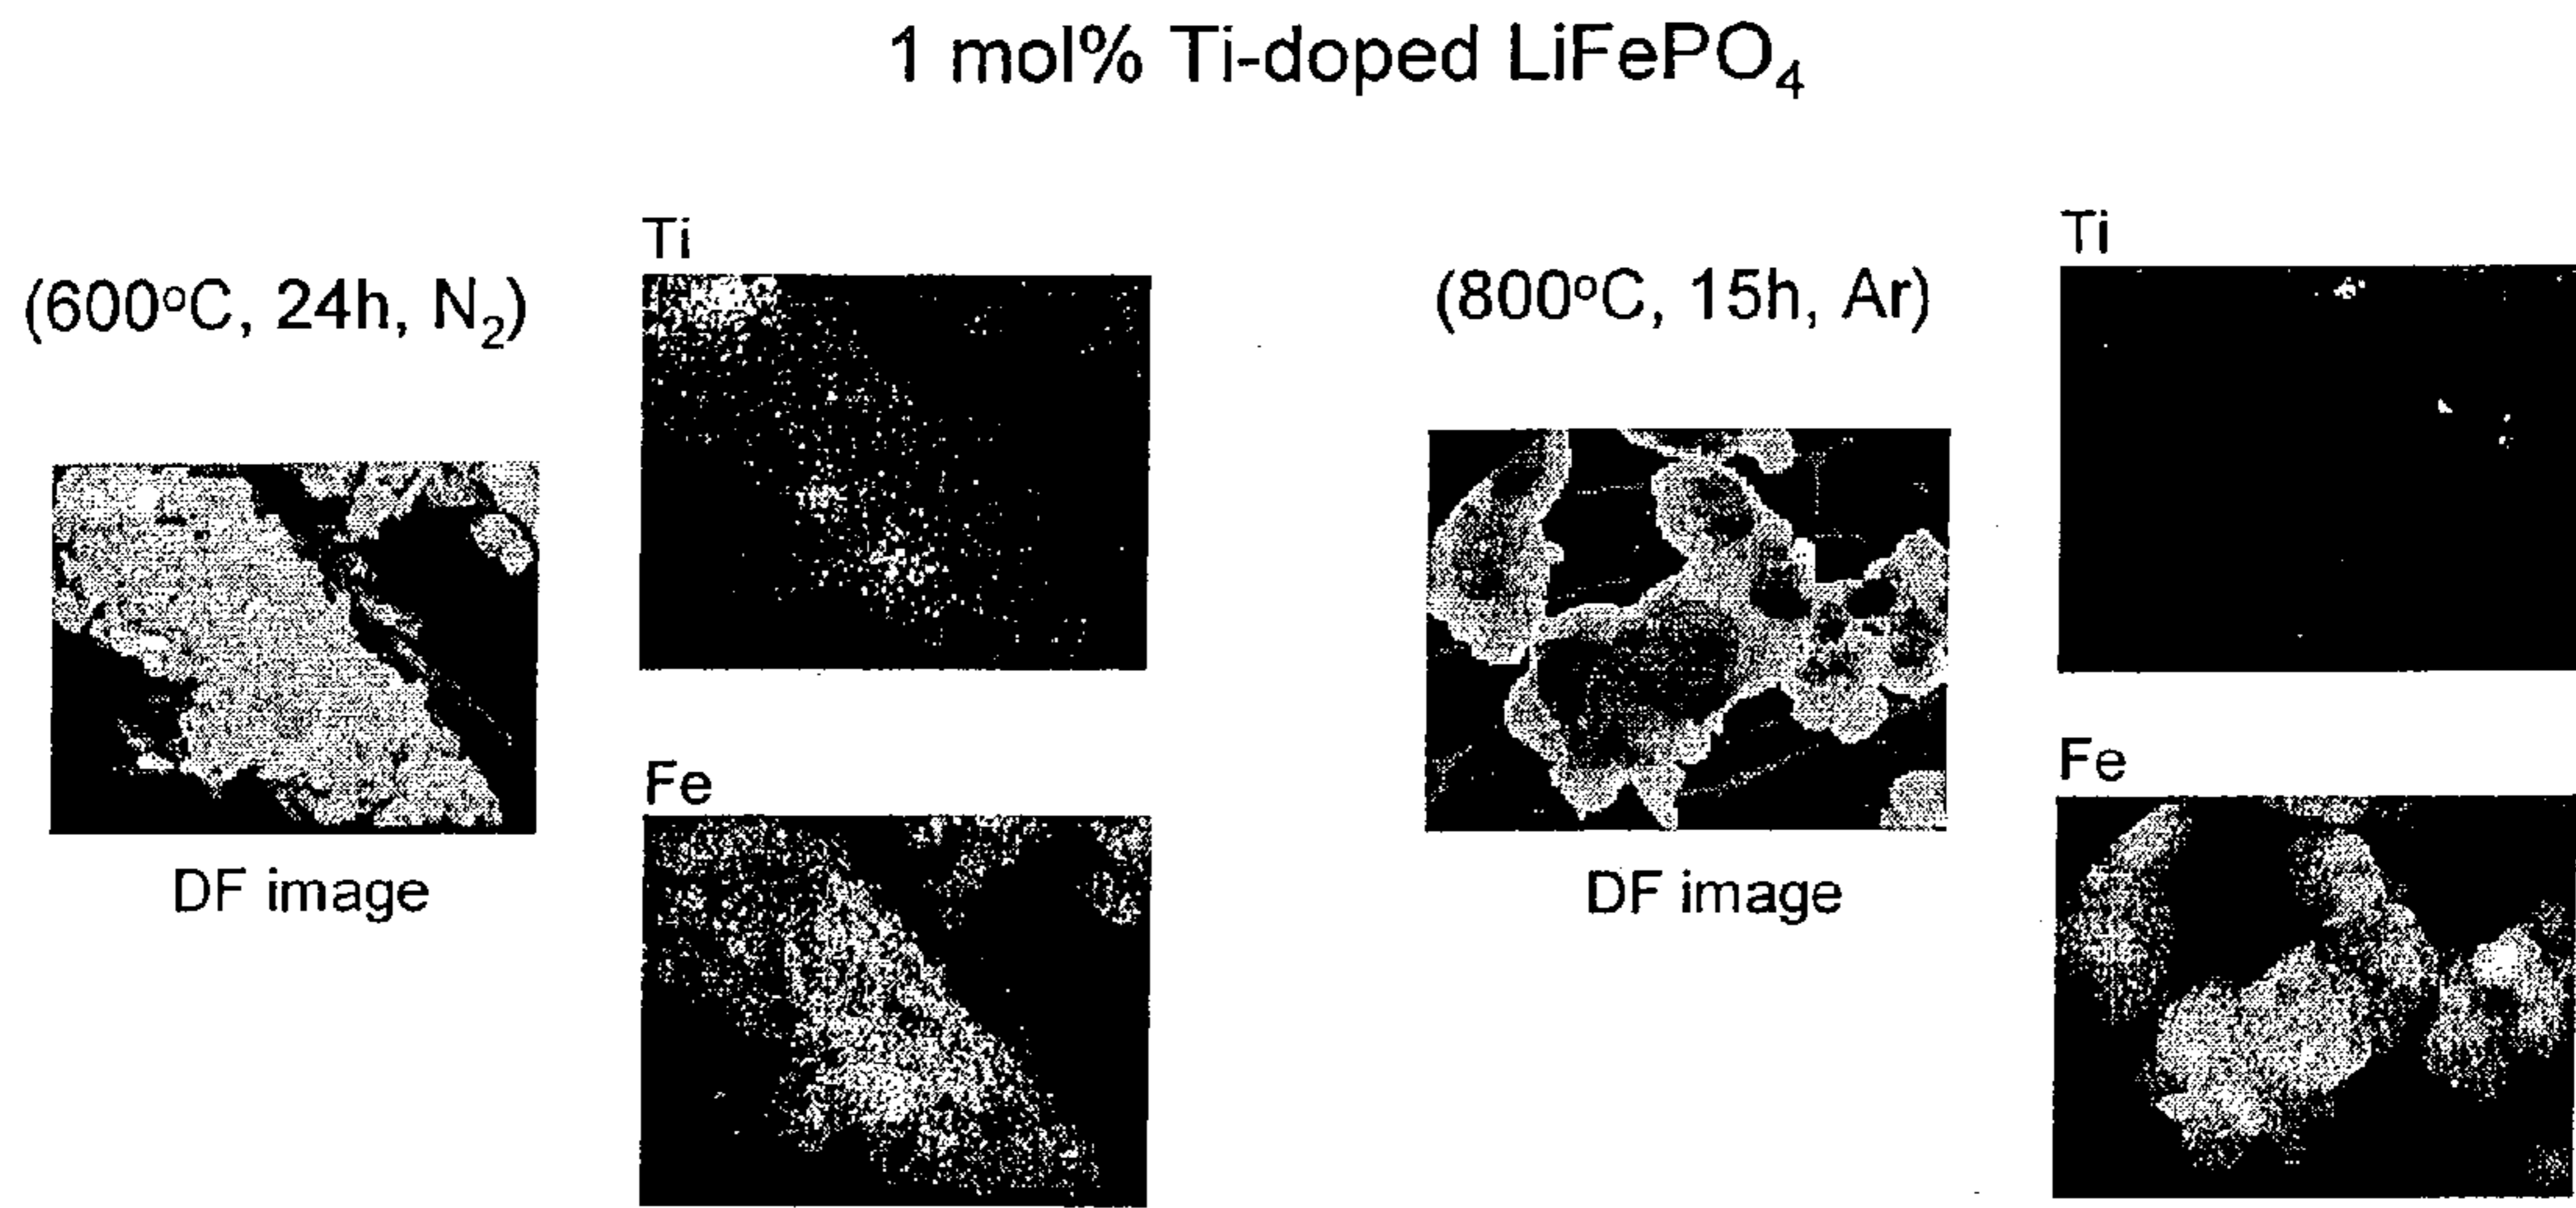 1 mol% Ti-doped LiFePO₄
(600°C, 24h, N₂)
Ti
DF image
Fe
(800°C, 15h, Ar)
Ti
DF image
Fe